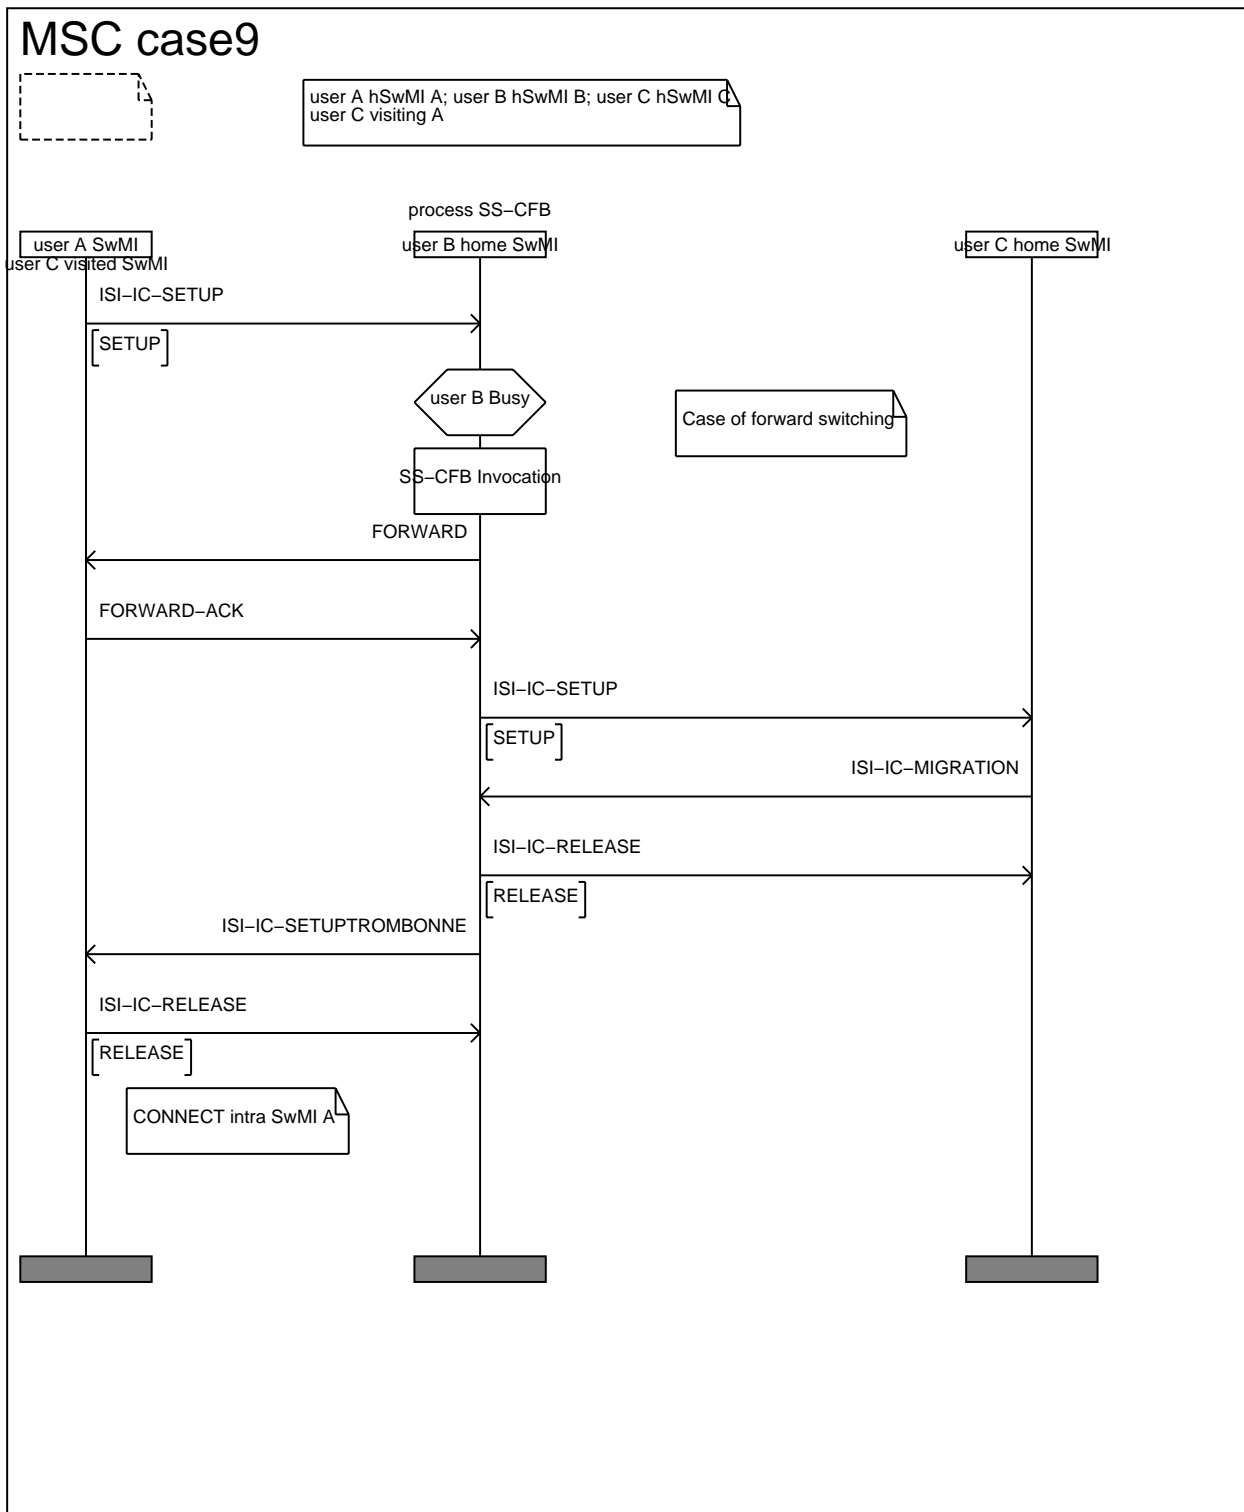 MSC case9
user A hSwMI A; user B hSwMI B; user C hSwMI C
user C visiting A
process SS−CFB
user A SwMI
user B home SwMI
user C home SwMI
user C visited SwMI
ISI−IC−SETUP
SETUP
user B Busy
Case of forward switching
SS−CFB Invocation
FORWARD
FORWARD−ACK
ISI−IC−SETUP
SETUP
ISI−IC−MIGRATION
ISI−IC−RELEASE
RELEASE
ISI−IC−SETUPTROMBONNE
ISI−IC−RELEASE
RELEASE
CONNECT intra SwMI A